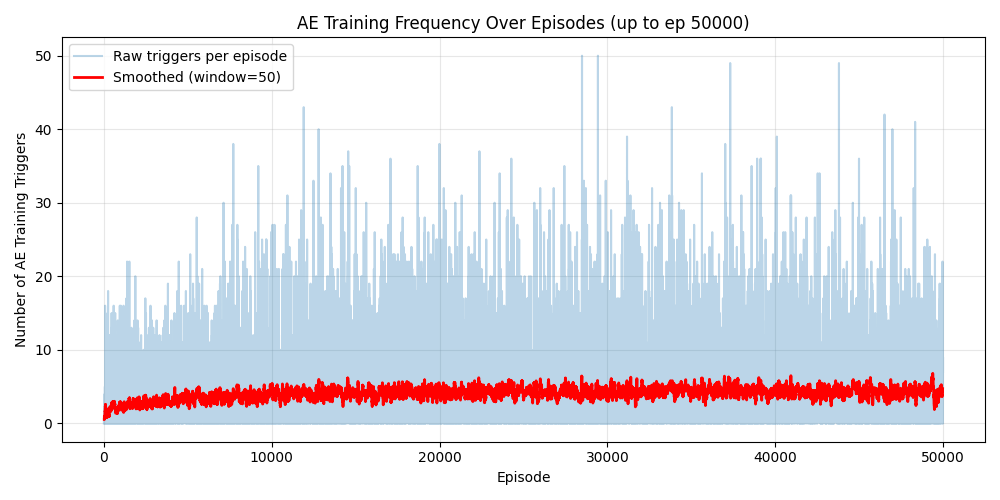 AE Training Frequency Over Episodes (up to ep 50000)
Raw triggers per episode
Smoothed (window=50)
Number of AE Training Triggers
50
40
30
20
10
0
0 10000 20000 30000 40000 50000
Episode